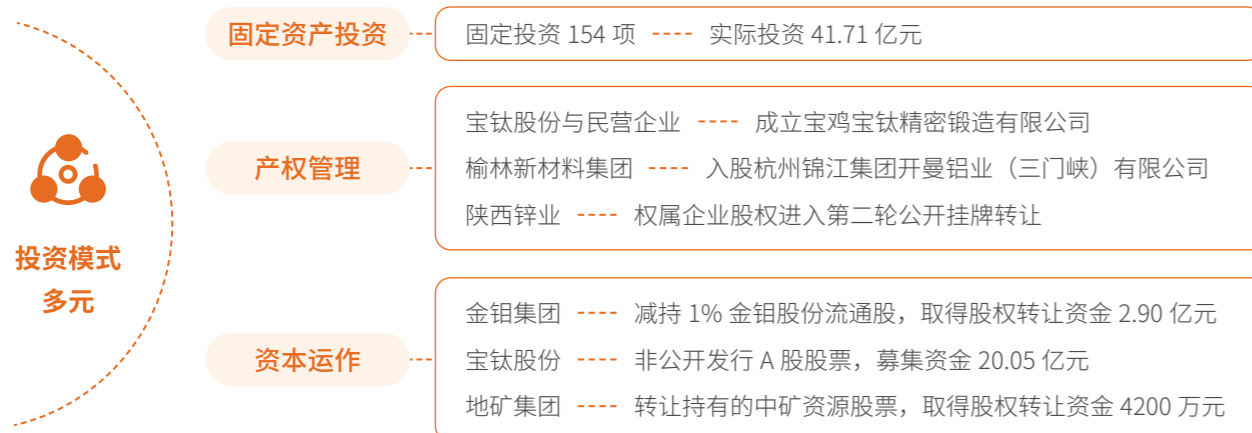 固定资产投资
固定投资 154 项 ---- 实际投资 41.71 亿元
投资模式
多元
产权管理
宝钛股份与民营企业 ---- 成立宝鸡宝钛精密锻造有限公司
榆林新材料集团 ---- 入股杭州锦江集团开曼铝业（三门峡）有限公司
陕西锌业 ---- 权属企业股权进入第二轮公开挂牌转让
资本运作
金钼集团 ---- 减持 1% 金钼股份流通股，取得股权转让资金 2.90 亿元
宝钛股份 ---- 非公开发行 A 股股票，募集资金 20.05 亿元
地矿集团 ---- 转让持有的中矿资源股票，取得股权转让资金 4200 万元